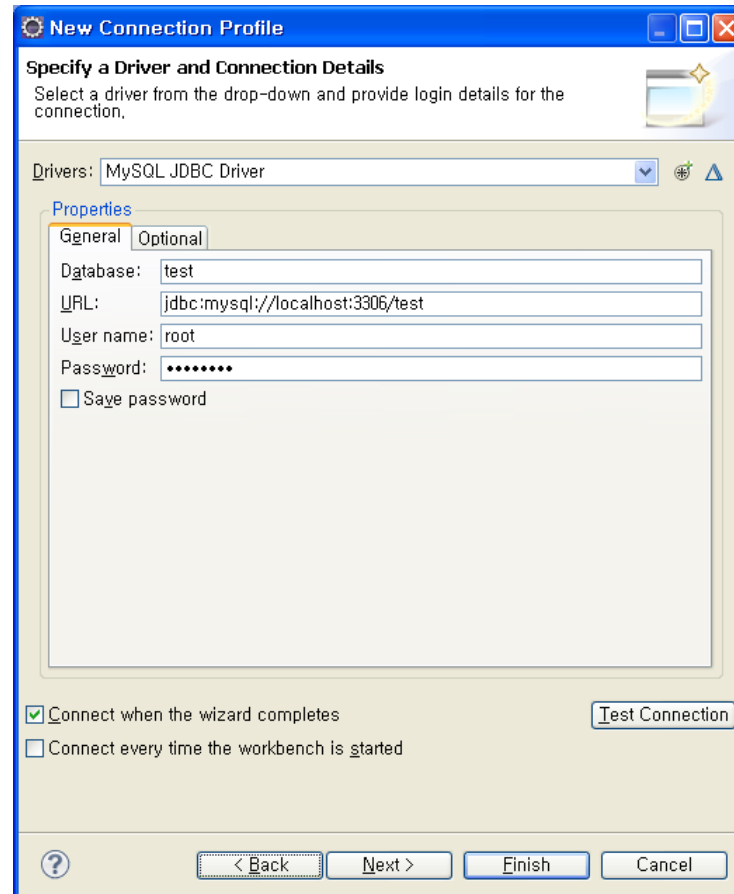 New Connection Profile
Specify a Driver and Connection Details
Select a driver from the drop-down and provide login details for the
connection.
Drivers: MySQL JDBC Driver
Properties
General Optional
Database: test
URL: jdbc:mysql://localhost:3306/test
User name: root
Password: ••••••••
Save password
Connect when the wizard completes Test Connection
Connect every time the workbench is started
? < Back Next > Finish Cancel